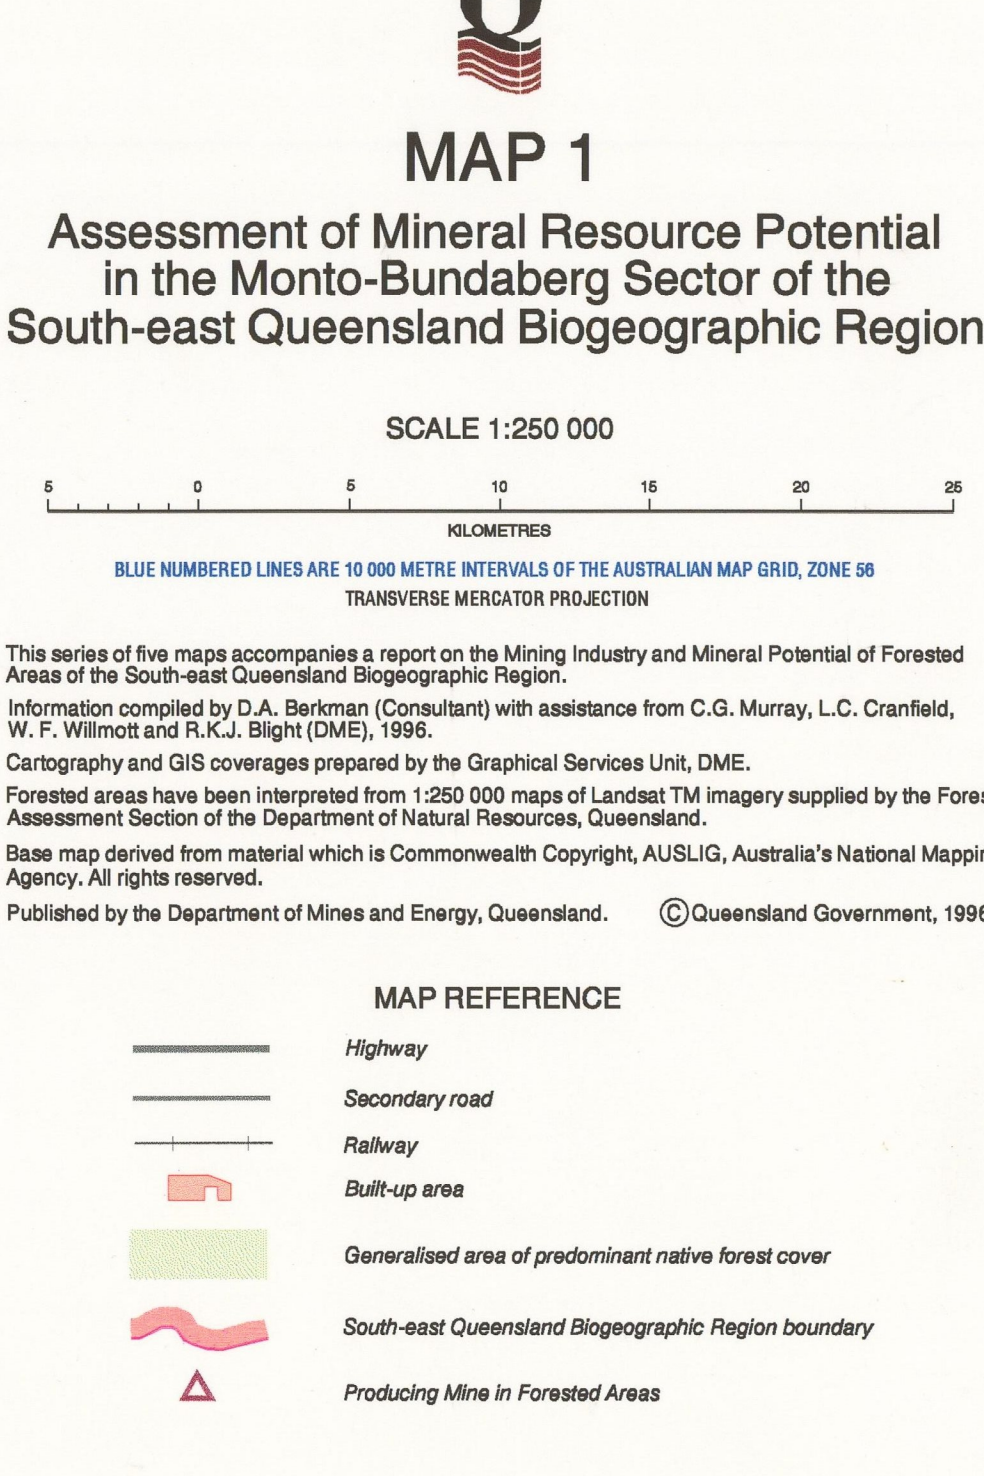 Q
MAP 1
Assessment of Mineral Resource Potential
in the Monto-Bundaberg Sector of the
South-east Queensland Biogeographic Region
SCALE 1:250 000
5 0 5 10 15 20 25
KILOMETRES
BLUE NUMBERED LINES ARE 10 000 METRE INTERVALS OF THE AUSTRALIAN MAP GRID, ZONE 56
TRANSVERSE MERCATOR PROJECTION
This series of five maps accompanies a report on the Mining Industry and Mineral Potential of Forested
Areas of the South-east Queensland Biogeographic Region.
Information compiled by D.A. Berkman (Consultant) with assistance from C.G. Murray, L.C. Cranfield,
W. F. Willmott and R.K.J. Blight (DME), 1996.
Cartography and GIS coverages prepared by the Graphical Services Unit, DME.
Forested areas have been interpreted from 1:250 000 maps of Landsat TM imagery supplied by the Fores
Assessment Section of the Department of Natural Resources, Queensland.
Base map derived from material which is Commonwealth Copyright, AUSLIG, Australia's National Mappin
Agency. All rights reserved.
Published by the Department of Mines and Energy, Queensland. ©Queensland Government, 1996
MAP REFERENCE
Highway
Secondary road
Railway
Built-up area
Generalised area of predominant native forest cover
South-east Queensland Biogeographic Region boundary
Producing Mine in Forested Areas